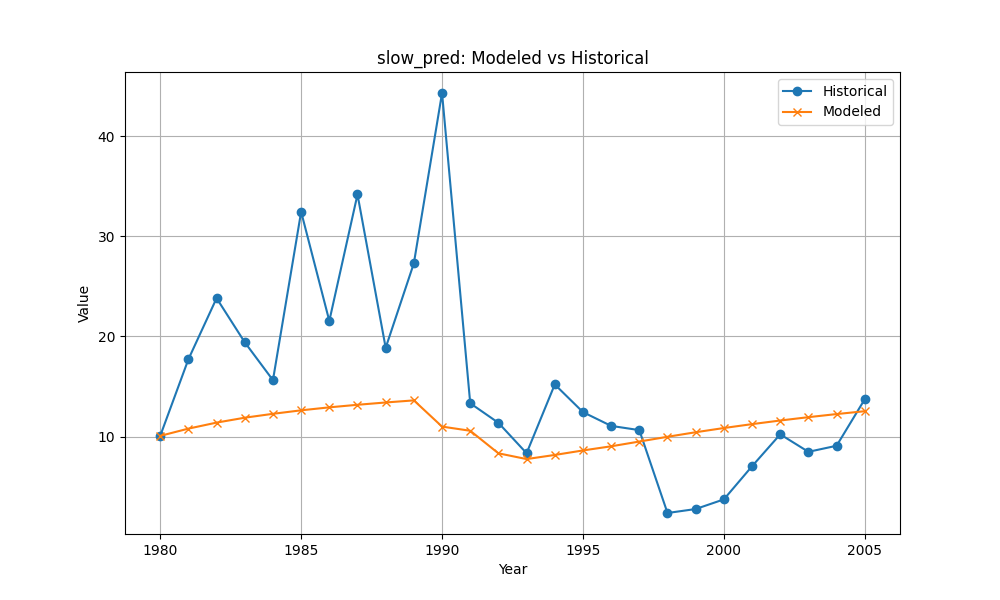 slow_pred: Modeled vs Historical
Historical
Modeled
Value
40
30
20
10
1980 1985 1990 1995 2000 2005
Year